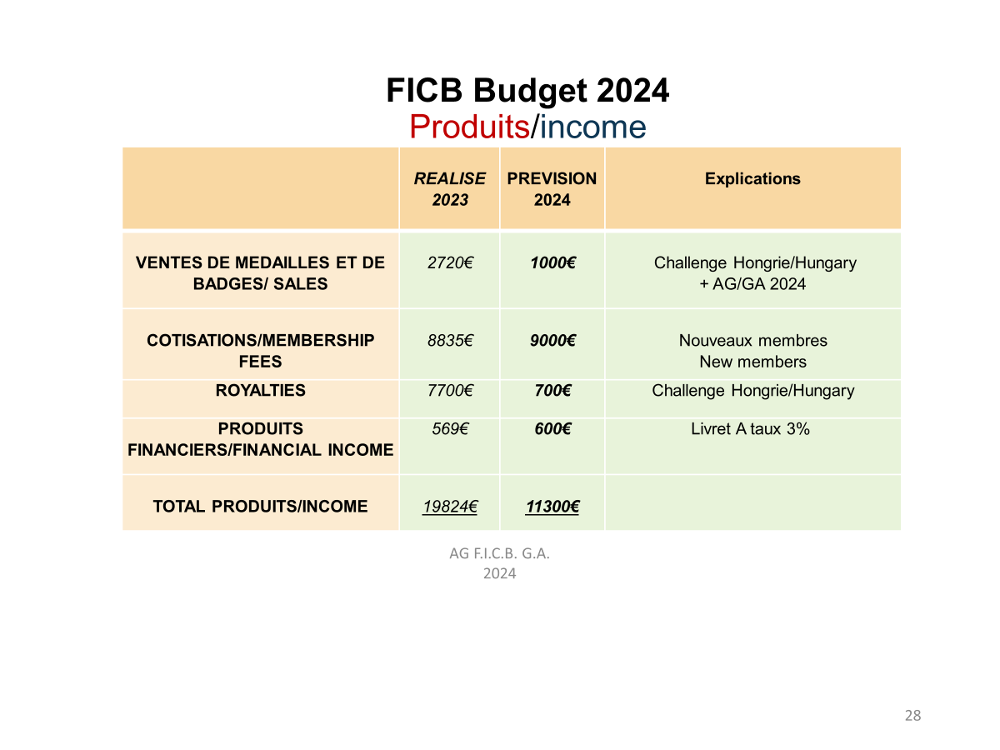 FICB Budget 2024
Produits/income
REALISE
2023
PREVISION
2024
Explications
VENTES DE MEDAILLES ET DE
BADGES/ SALES
2720€
1000€
Challenge Hongrie/Hungary
+ AG/GA 2024
COTISATIONS/MEMBERSHIP
FEES
8835€
9000€
Nouveaux membres
New members
ROYALTIES
7700€
700€
Challenge Hongrie/Hungary
PRODUITS
FINANCIERS/FINANCIAL INCOME
569€
600€
Livret A taux 3%
TOTAL PRODUITS/INCOME
19824€
11300€
AG F.I.C.B. G.A.
2024
28